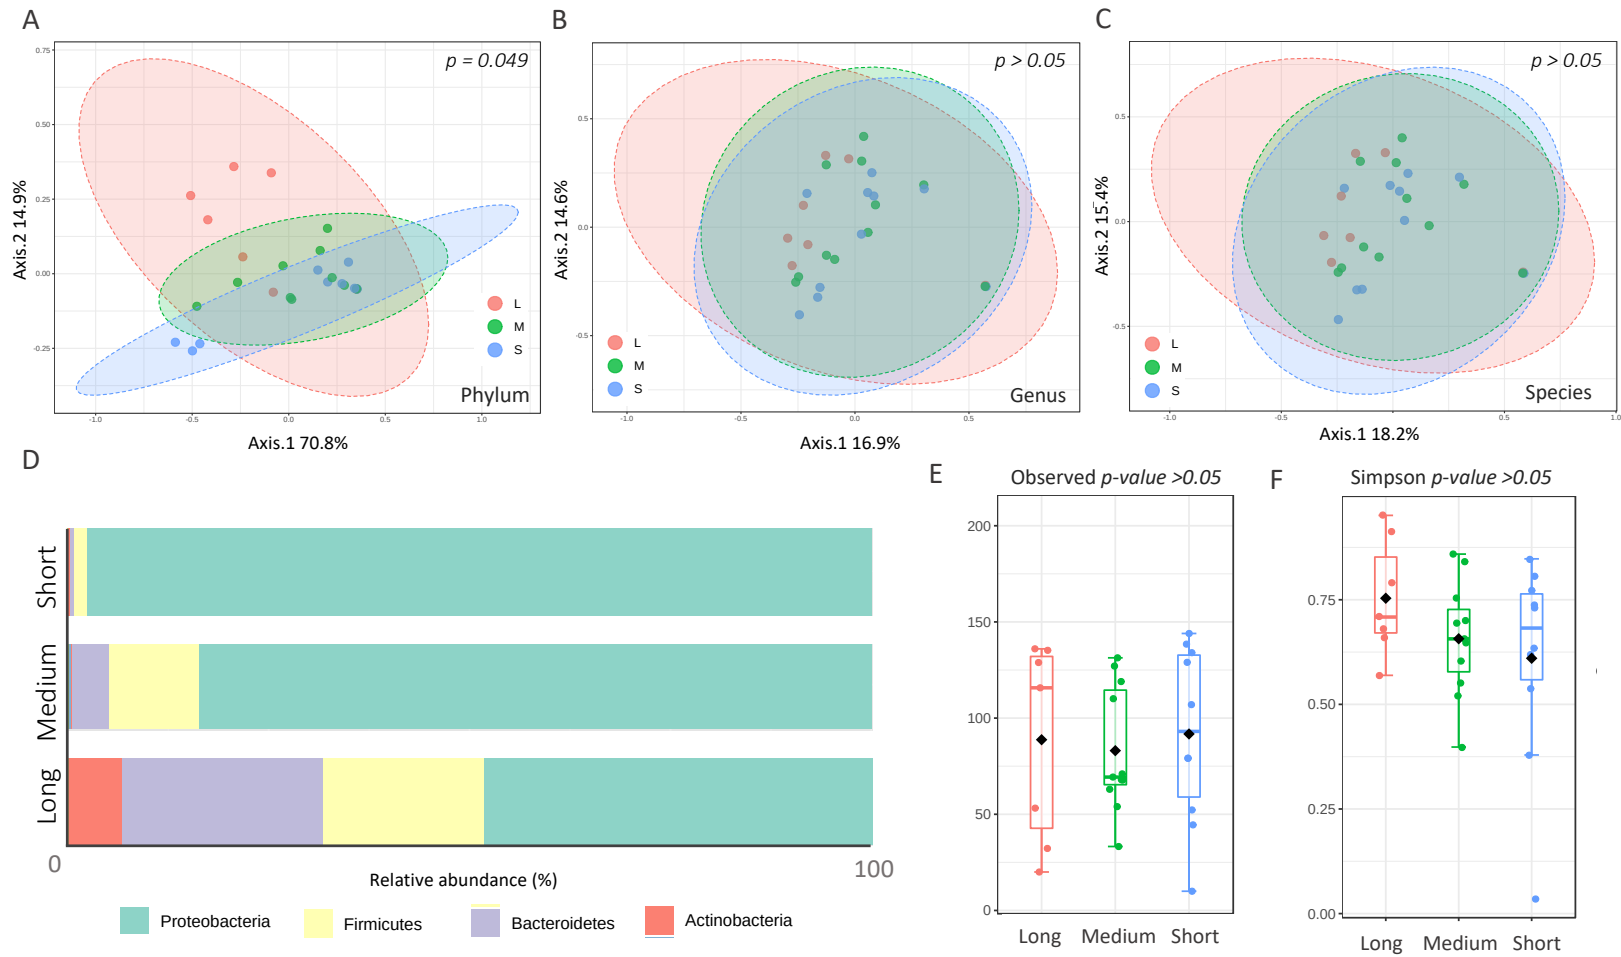 A
p = 0.049
0.75
0.50
0.25
0.00
-0.25
Axis.2 14.9%
L
M
S
Phylum
-1.0
-0.5
0.0
0.5
1.0
Axis.1 70.8%
B
p > 0.05
0.5
0.0
0.5
Axis.2 14.6%
L
M
S
Genus
-1.0
-0.5
0.0
0.5
Axis.1 16.9%
C
p > 0.05
0.5
0.0
-0.5
Axis.2 15.4%
L
M
S
Species
-1.0
-0.5
0.5
1.0
Axis.1 18.2%
D
Short
Medium
Long
0
100
Relative abundance (%)
Proteobacteria
Firmicutes
Bacteroidetes
Actinobacteria
E
Observed p-value >0.05
200
150
100
50
0
Long
Medium
Short
F
Simpson p-value >0.05
0.75
0.50
0.25
0.00
Long
Medium
Short